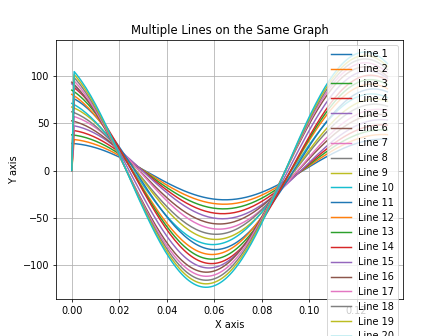 Multiple Lines on the Same Graph
Y axis
100
50
0
−50
−100
0.00
0.02
0.04
0.06
0.08
0.10
X axis
Line 1
Line 2
Line 3
Line 4
Line 5
Line 6
Line 7
Line 8
Line 9
Line 10
Line 11
Line 12
Line 13
Line 14
Line 15
Line 16
Line 17
Line 18
Line 19
Line 20